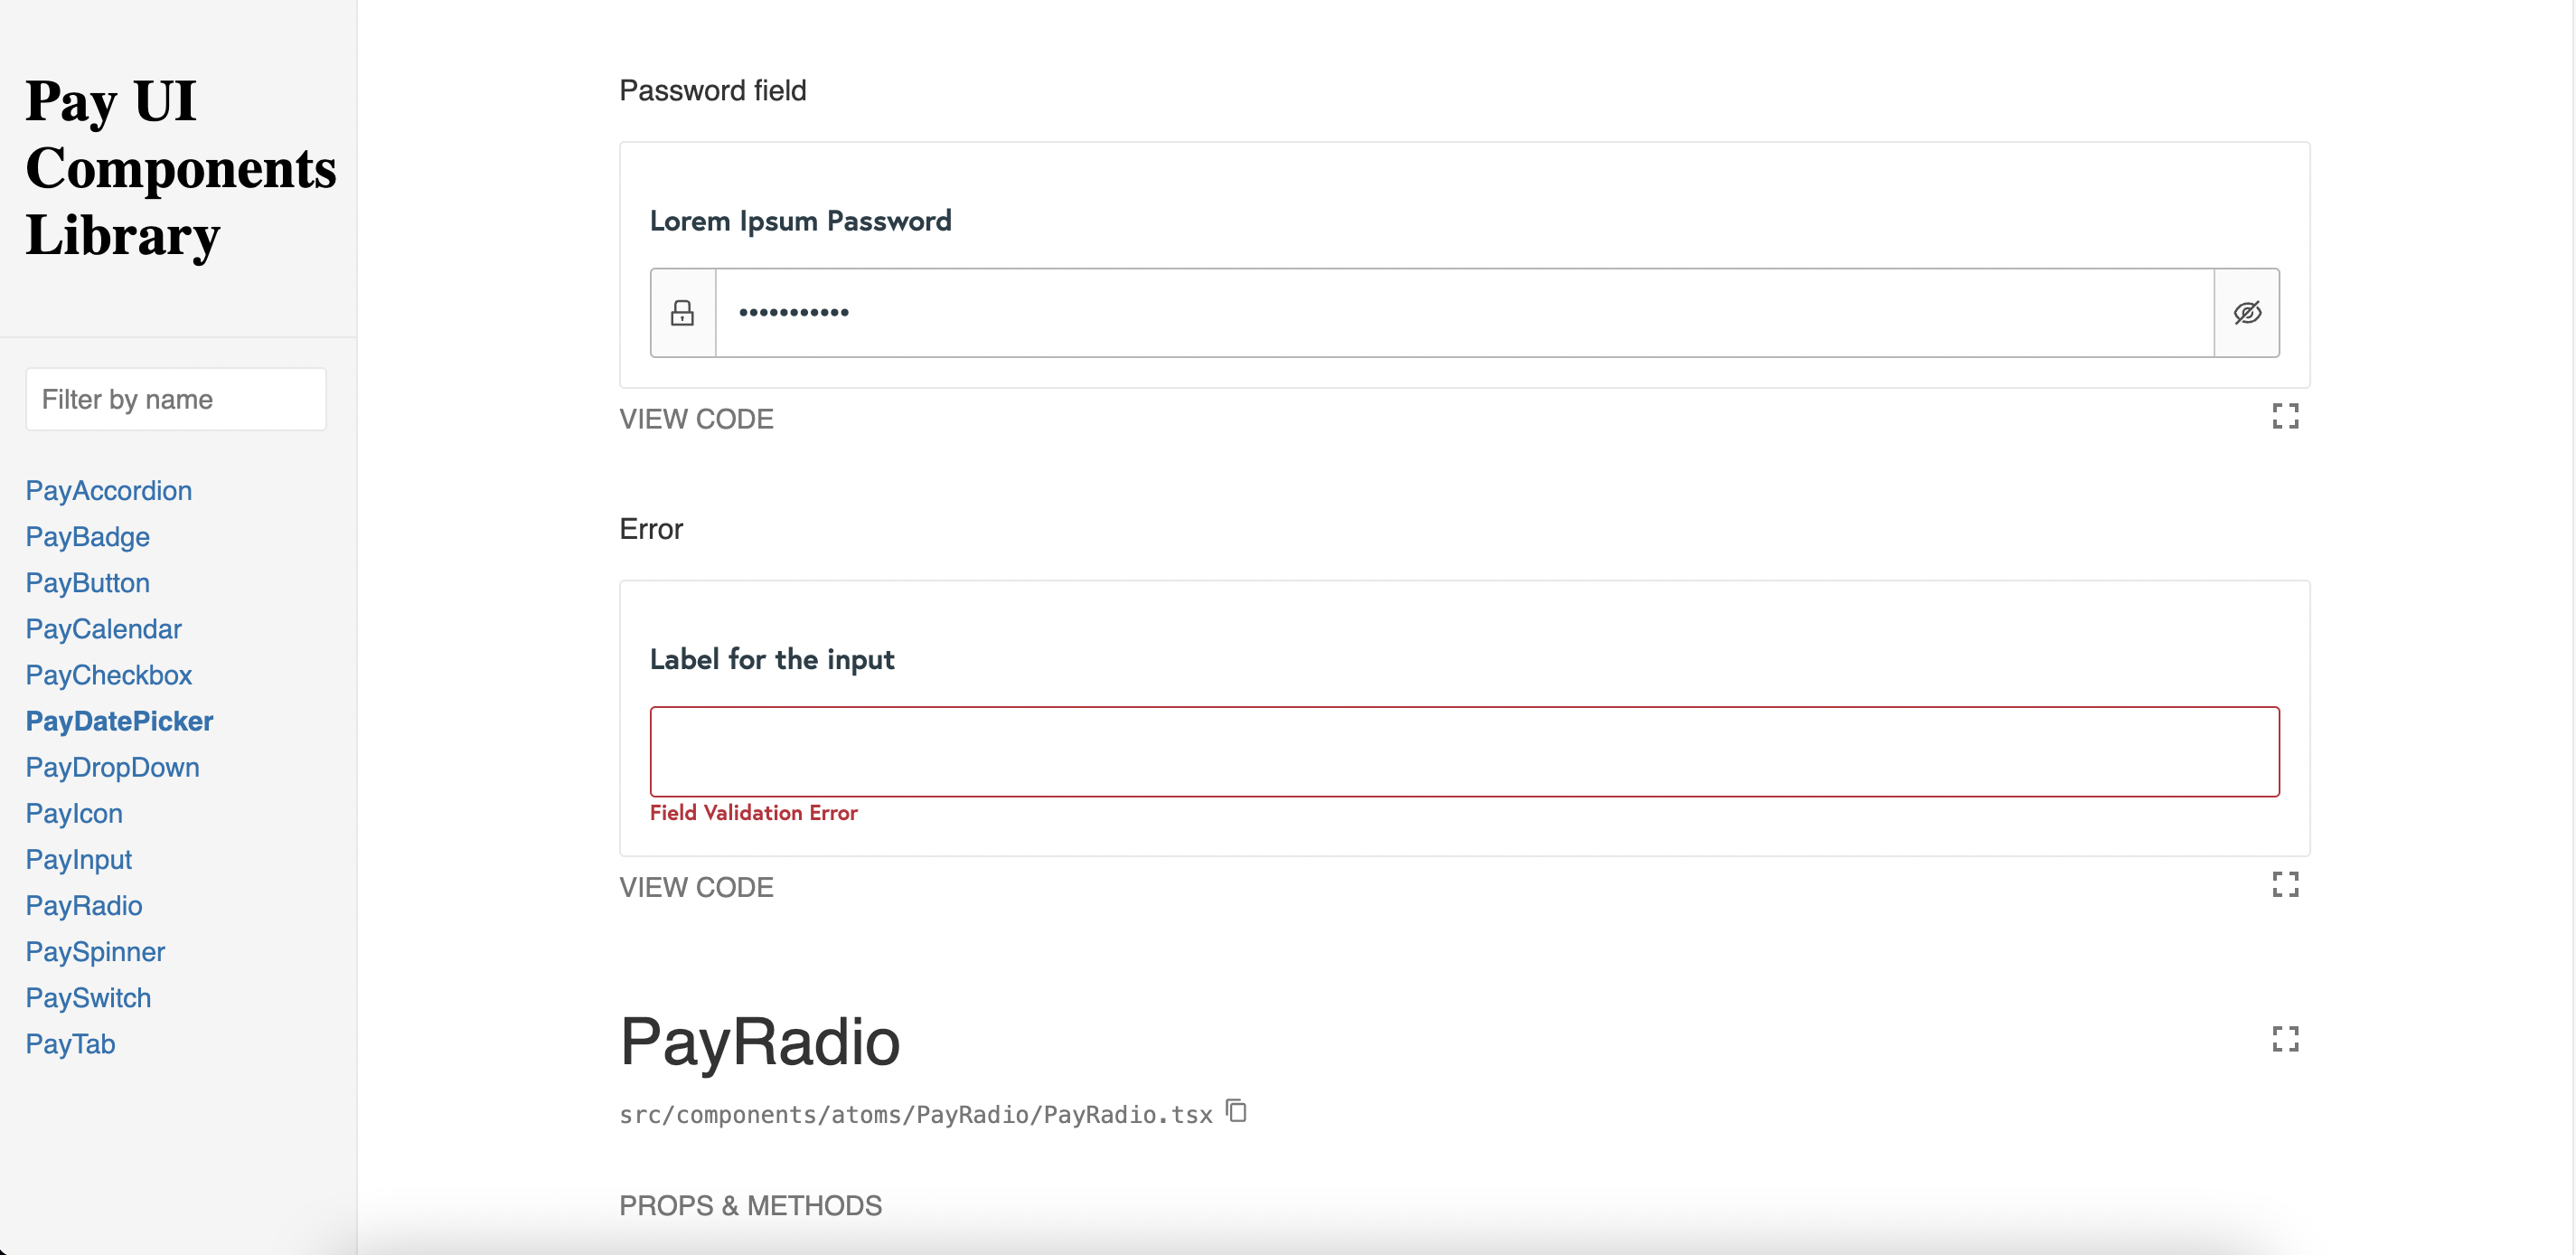 Pay UI
Components
Library
Filter by name
PayAccordion
PayBadge
PayButton
PayCalendar
PayCheckbox
PayDatePicker
PayDropDown
PayIcon
PayInput
PayRadio
PaySpinner
PaySwitch
PayTab
Password field
Lorem Ipsum Password
•••••••••••
VIEW CODE
Error
Label for the input
Field Validation Error
VIEW CODE
PayRadio
src/components/atoms/PayRadio/PayRadio.tsx
PROPS & METHODS